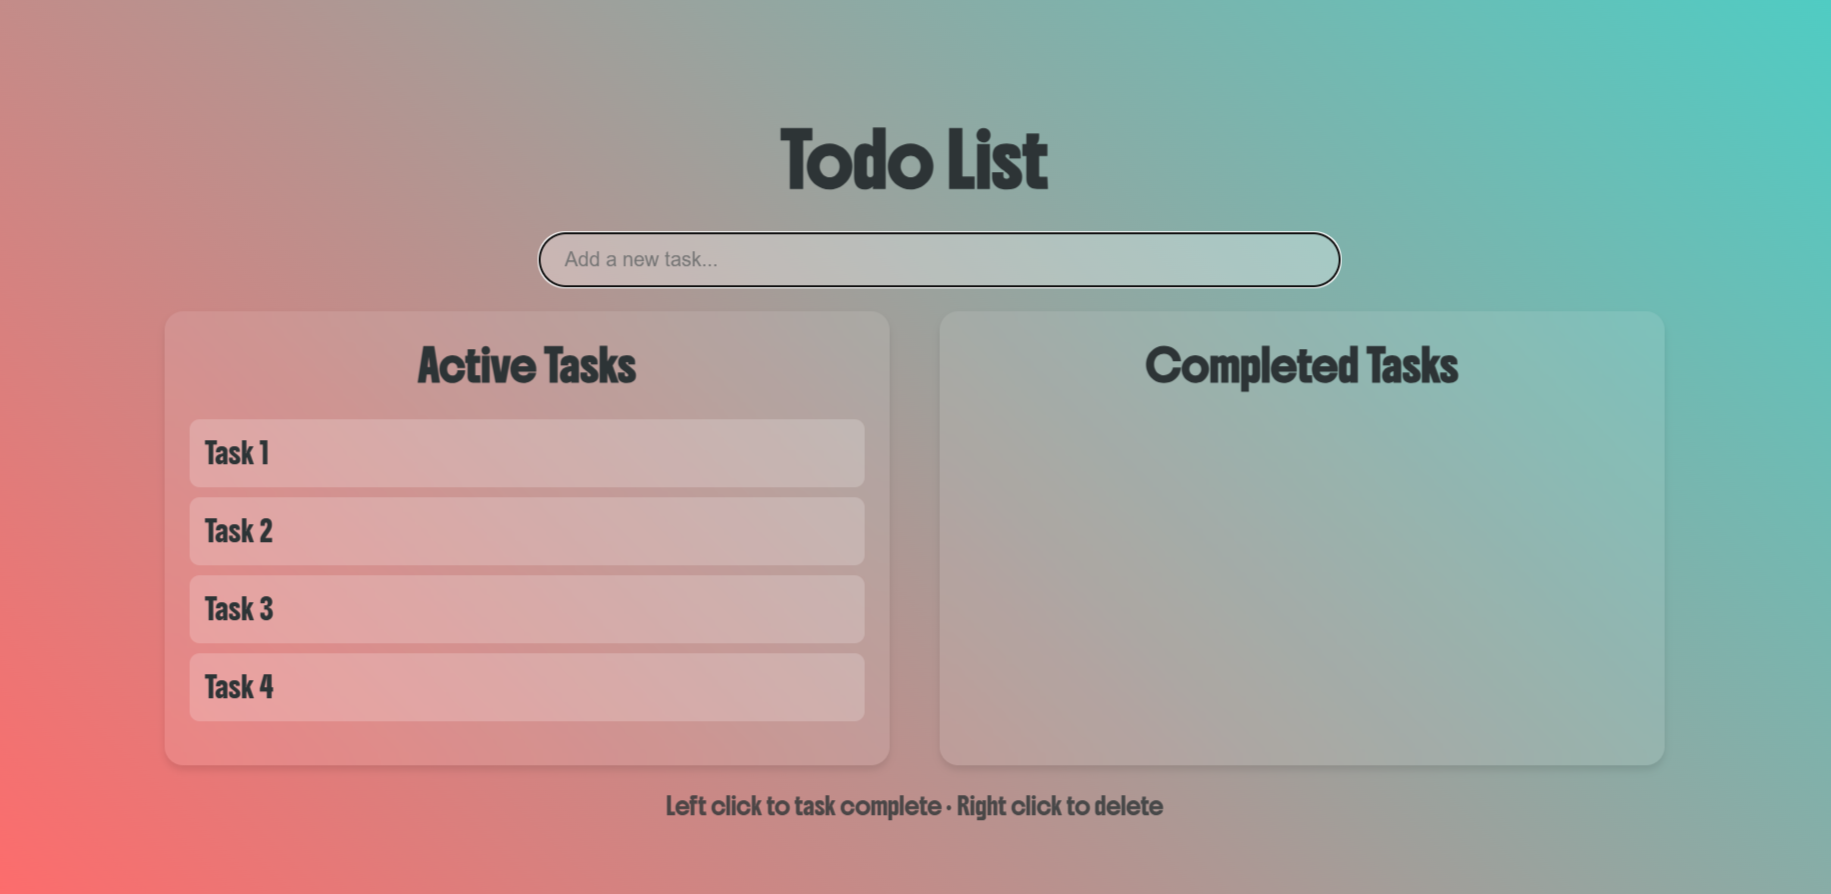 Todo List
Add a new task...
Active Tasks
Task 1
Task 2
Task 3
Task 4
Completed Tasks
Left click to task complete · Right click to delete